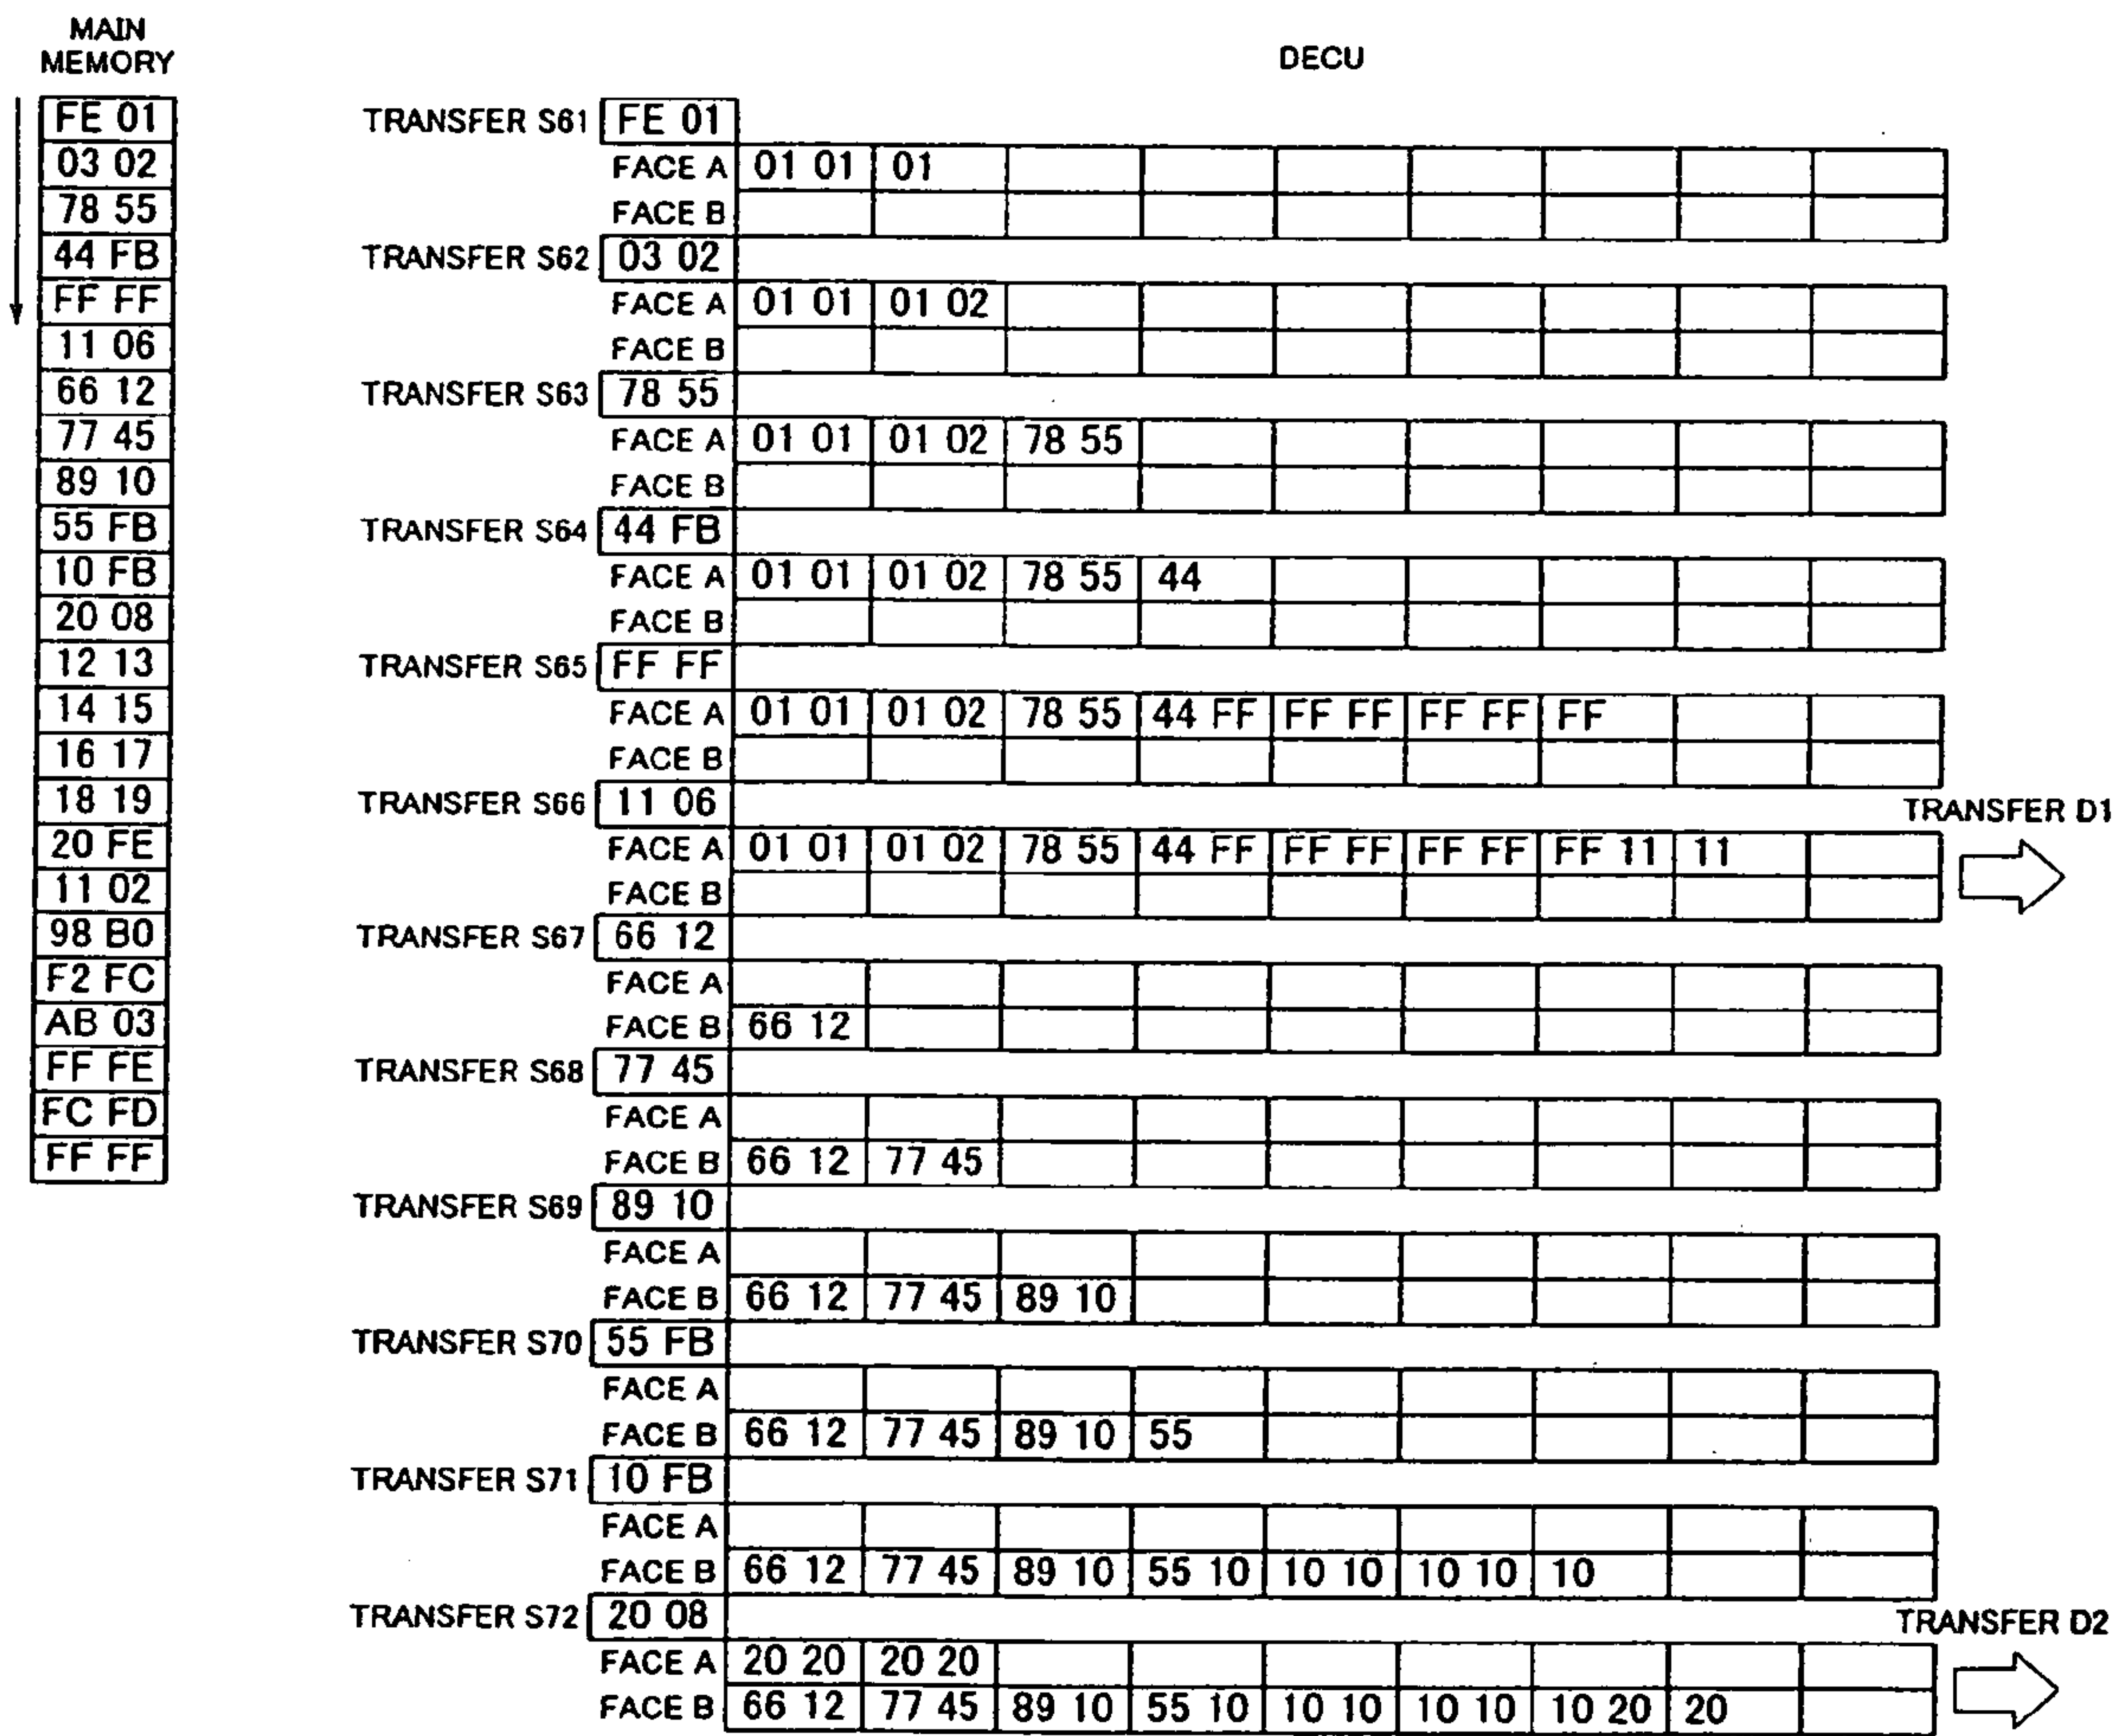 MAIN
MEMORY
FE 01
03 02
78 55
44 FB
FF FF
11 06
66 12
77 45
89 10
55 FB
10 FB
20 08
12 13
14 15
16 17
18 19
20 FE
11 02
98 B0
F2 FC
AB 03
FF FE
FC FD
FF FF
DECU
TRANSFER S61 FE 01
FACE A 01 01 01
FACE B
TRANSFER S62 03 02
FACE A 01 01 01 02
FACE B
TRANSFER S63 78 55
FACE A 01 01 01 02 78 55
FACE B
TRANSFER S64 44 FB
FACE A 01 01 01 02 78 55 44
FACE B
TRANSFER S65 FF FF
FACE A 01 01 01 02 78 55 44 FF FF FF FF FF FF
FACE B
TRANSFER S66 11 06
TRANSFER D1
FACE A 01 01 01 02 78 55 44 FF FF FF FF FF FF 11 11
FACE B
TRANSFER S67 66 12
FACE A
FACE B 66 12
TRANSFER S68 77 45
FACE A
FACE B 66 12 77 45
TRANSFER S69 89 10
FACE A
FACE B 66 12 77 45 89 10
TRANSFER S70 55 FB
FACE A
FACE B 66 12 77 45 89 10 55
TRANSFER S71 10 FB
FACE A
FACE B 66 12 77 45 89 10 55 10 10 10 10 10 10
TRANSFER S72 20 08
TRANSFER D2
FACE A 20 20 20 20
FACE B 66 12 77 45 89 10 55 10 10 10 10 10 10 20 20